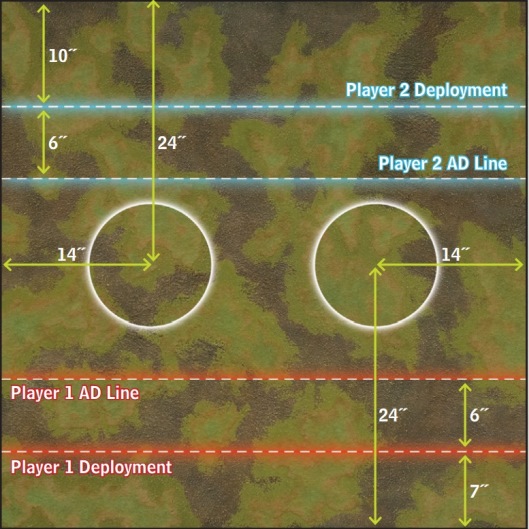 10″
Player 2 Deployment
6″
24″
Player 2 AD Line
14″
14″
Player 1 AD Line
24″
6″
Player 1 Deployment
7″